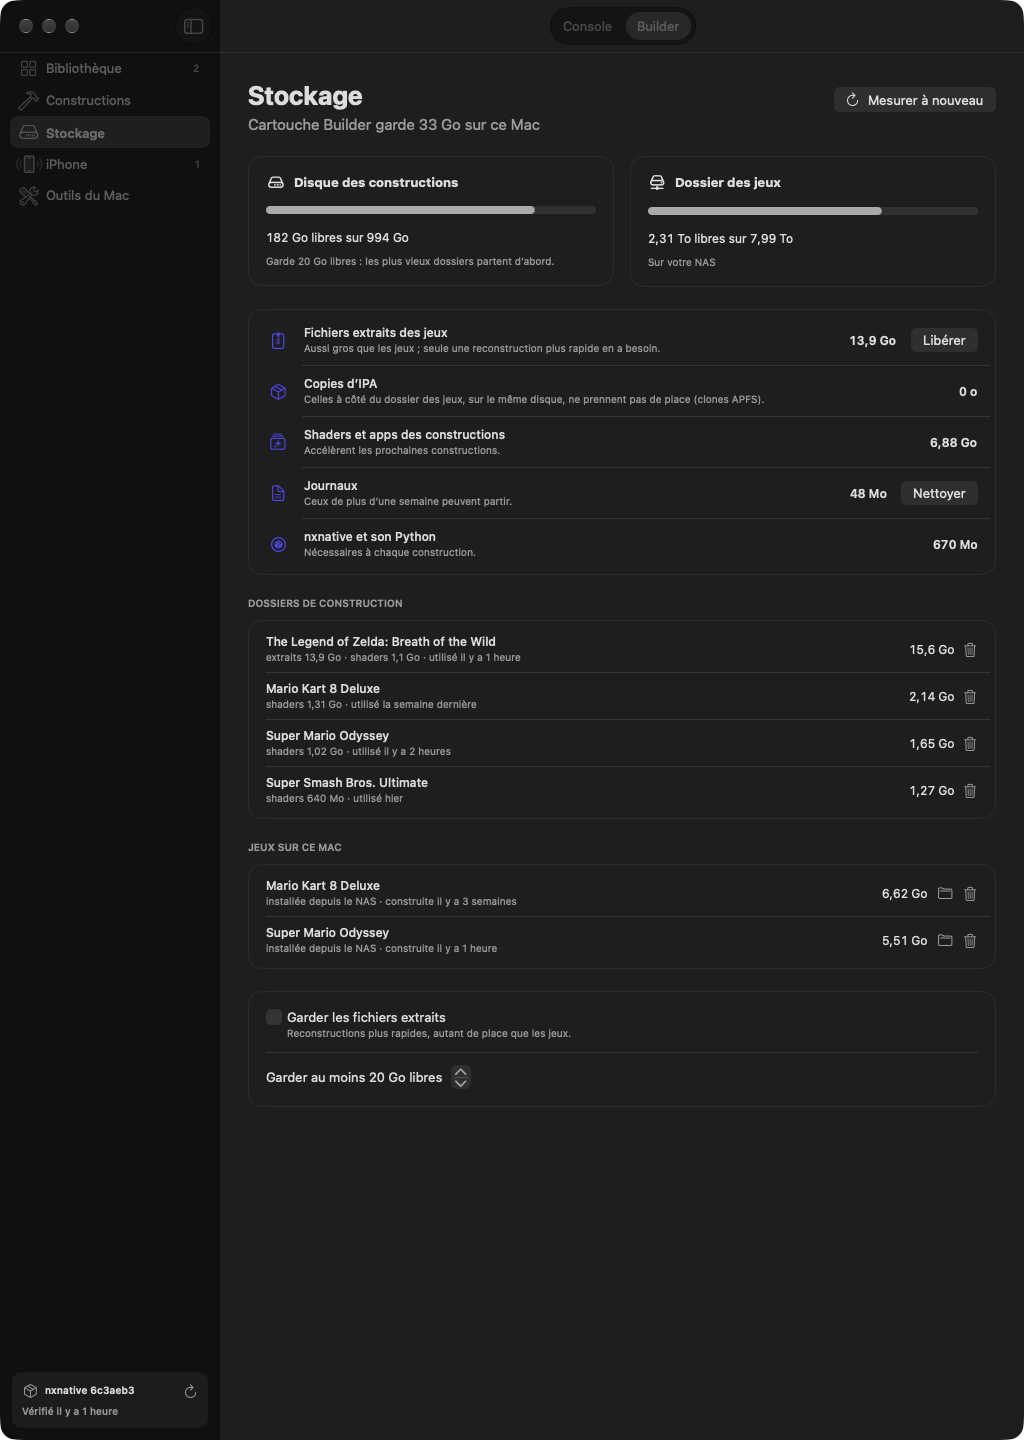 Console
Builder
Bibliothèque
2
Constructions
Stockage
iPhone
1
Outils du Mac
Stockage
Cartouche Builder garde 33 Go sur ce Mac
Mesurer à nouveau
Disque des constructions
182 Go libres sur 994 Go
Garde 20 Go libres : les plus vieux dossiers partent d’abord.
Dossier des jeux
2,31 To libres sur 7,99 To
Sur votre NAS
Fichiers extraits des jeux
Aussi gros que les jeux ; seule une reconstruction plus rapide en a besoin.
13,9 Go
Libérer
Copies d’IPA
Celles à côté du dossier des jeux, sur le même disque, ne prennent pas de place (clones APFS).
0 o
Shaders et apps des constructions
Accélèrent les prochaines constructions.
6,88 Go
Journaux
Ceux de plus d’une semaine peuvent partir.
48 Mo
Nettoyer
nxnative et son Python
Nécessaires à chaque construction.
670 Mo
DOSSIERS DE CONSTRUCTION
The Legend of Zelda: Breath of the Wild
extraits 13,9 Go · shaders 1,1 Go · utilisé il y a 1 heure
15,6 Go
Mario Kart 8 Deluxe
shaders 1,31 Go · utilisé la semaine dernière
2,14 Go
Super Mario Odyssey
shaders 1,02 Go · utilisé il y a 2 heures
1,65 Go
Super Smash Bros. Ultimate
shaders 640 Mo · utilisé hier
1,27 Go
JEUX SUR CE MAC
Mario Kart 8 Deluxe
installée depuis le NAS · construite il y a 3 semaines
6,62 Go
Super Mario Odyssey
installée depuis le NAS · construite il y a 1 heure
5,51 Go
Garder les fichiers extraits
Reconstructions plus rapides, autant de place que les jeux.
Garder au moins 20 Go libres
nxnative 6c3aeb3
Vérifié il y a 1 heure